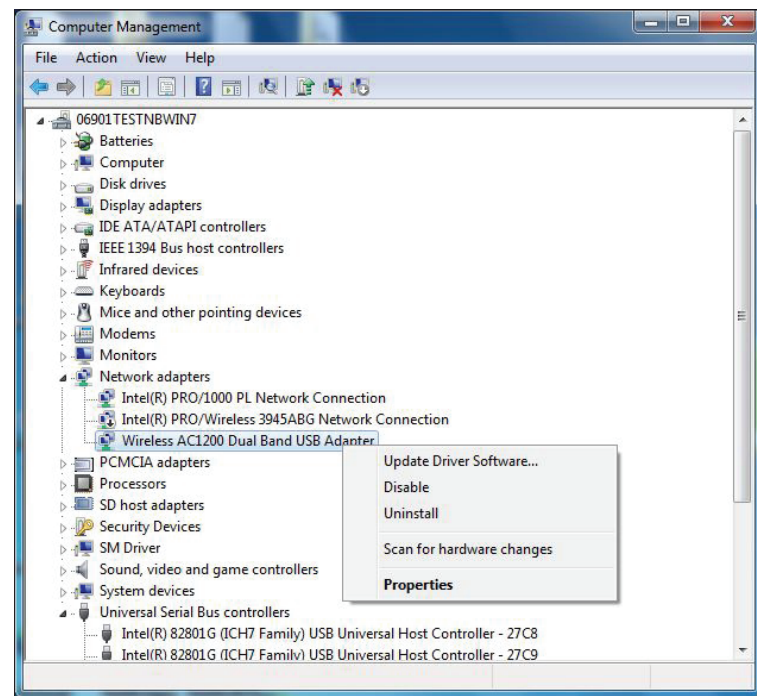 Computer Management
File Action View Help
06901TESTNBWIN7
Batteries
Computer
Disk drives
Display adapters
IDE ATA/ATAPI controllers
IEEE 1394 Bus host controllers
Infrared devices
Keyboards
Mice and other pointing devices
Modems
Monitors
Network adapters
Intel(R) PRO/1000 PL Network Connection
Intel(R) PRO/Wireless 3945ABG Network Connection
Wireless AC1200 Dual Band USB Adapter
PCMCIA adapters
Processors
SD host adapters
Security Devices
SM Driver
Sound, video and game controllers
System devices
Universal Serial Bus controllers
Intel(R) 82801G (ICH7 Family) USB Universal Host Controller - 27C8
Intel(R) 82801G (ICH7 Family) USB Universal Host Controller - 27C9
Update Driver Software...
Disable
Uninstall
Scan for hardware changes
Properties